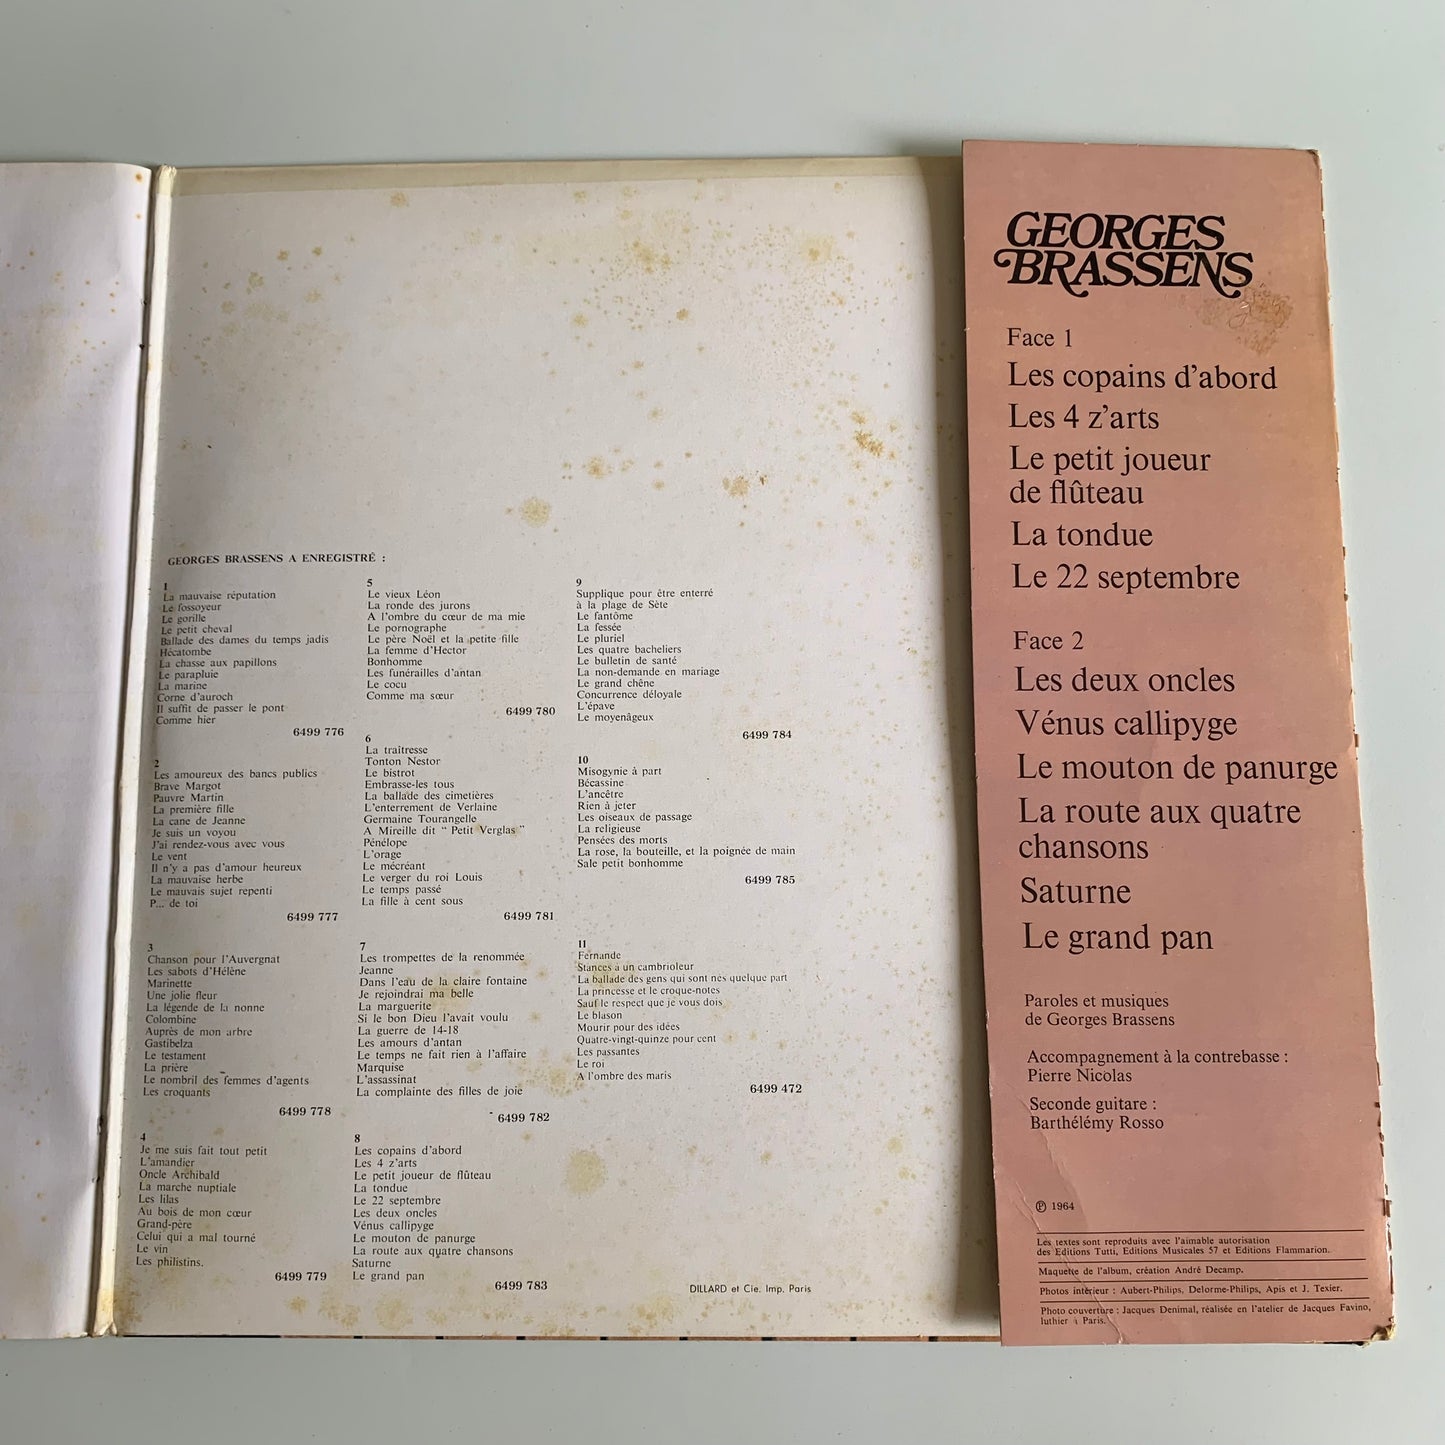 GEORGES BRASSENS A ENREGISTRÉ :
1
La mauvaise réputation
Le fossoyeur
Le gorille
Le petit cheval
Ballade des dames du temps jadis
Hécatombe
La chasse aux papillons
Le parapluie
La marine
Corne d'auroch
Il suffit de passer le pont
Comme hier
6499 776
2
Les amoureux des bancs publics
Brave Margot
Pauvre Martin
La première fille
La cane de Jeanne
Je suis un voyou
J'ai rendez-vous avec vous
Le vent
Il n'y a pas d'amour heureux
La mauvaise herbe
Le mauvais sujet repenti
P... de toi
6499 777
3
Chanson pour l'Auvergnat
Les sabots d'Hélène
Marinette
Une jolie fleur
La légende de la nonne
Colombine
Auprès de mon arbre
Gastibelza
Le testament
La prière
Le nombril des femmes d'agents
Les croquants
6499 778
4
Je me suis fait tout petit
L'amandier
Oncle Archibald
La marche nuptiale
Les lilas
Au bois de mon cœur
Grand-père
Celui qui a mal tourné
Le vin
Les philistins.
6499 779
5
Le vieux Léon
La ronde des jurons
A l'ombre du cœur de ma mie
Le pornographe
Le père Noël et la petite fille
La femme d'Hector
Bonhomme
Les funérailles d'antan
Le cocu
Comme ma sœur
6499 780
6
La traîtresse
Tonton Nestor
Le bistrot
Embrasse-les tous
La ballade des cimetières
L'enterrement de Verlaine
Germaine Tourangelle
A Mireille dit " Petit Verglas "
Pénélope
L'orage
Le mécréant
Le verger du roi Louis
Le temps passé
La fille à cent sous
6499 781
7
Les trompettes de la renommée
Jeanne
Dans l'eau de la claire fontaine
Je rejoindrai ma belle
La marguerite
Si le bon Dieu l'avait voulu
La guerre de 14-18
Les amours d'antan
Le temps ne fait rien à l'affaire
Marquise
L'assassinat
La complainte des filles de joie
6499 782
8
Les copains d'abord
Les 4 z'arts
Le petit joueur de flûteau
La tondue
Le 22 septembre
Les deux oncles
Vénus callipyge
Le mouton de panurge
La route aux quatre chansons
Saturne
Le grand pan
6499 783
9
Supplique pour être enterré
à la plage de Sète
Le fantôme
La fessée
Le pluriel
Les quatre bacheliers
Le bulletin de santé
La non-demande en mariage
Le grand chêne
Concurrence déloyale
L'épave
Le moyenâgeux
6499 784
10
Misogynie à part
Bécassine
L'ancêtre
Rien à jeter
Les oiseaux de passage
La religieuse
Pensées des morts
La rose, la bouteille, et la poignée de main
Sale petit bonhomme
6499 785
11
Fernande
Stances à un cambrioleur
La ballade des gens qui sont nés quelque part
La princesse et le croque-notes
Sauf le respect que je vous dois
Le blason
Mourir pour des idées
Quatre-vingt-quinze pour cent
Les passantes
Le roi
A l'ombre des maris
6499 472
DILLARD et Cie. Imp. Paris
GEORGES
BRASSENS
Face 1
Les copains d'abord
Les 4 z'arts
Le petit joueur
de flûteau
La tondue
Le 22 septembre
Face 2
Les deux oncles
Vénus callipyge
Le mouton de panurge
La route aux quatre
chansons
Saturne
Le grand pan
Paroles et musiques
de Georges Brassens
Accompagnement à la contrebasse :
Pierre Nicolas
Seconde guitare :
Barthélémy Rosso
℗ 1964
Les textes sont reproduits avec l'aimable autorisation
des Editions Tutti, Editions Musicales 57 et Editions Flammarion.
Maquette de l'album, création André Decamp.
Photos intérieur : Aubert-Philips, Delorme-Philips, Apis et J. Texier.
Photo couverture : Jacques Denimal, réalisée en l'atelier de Jacques Favino,
luthier à Paris.